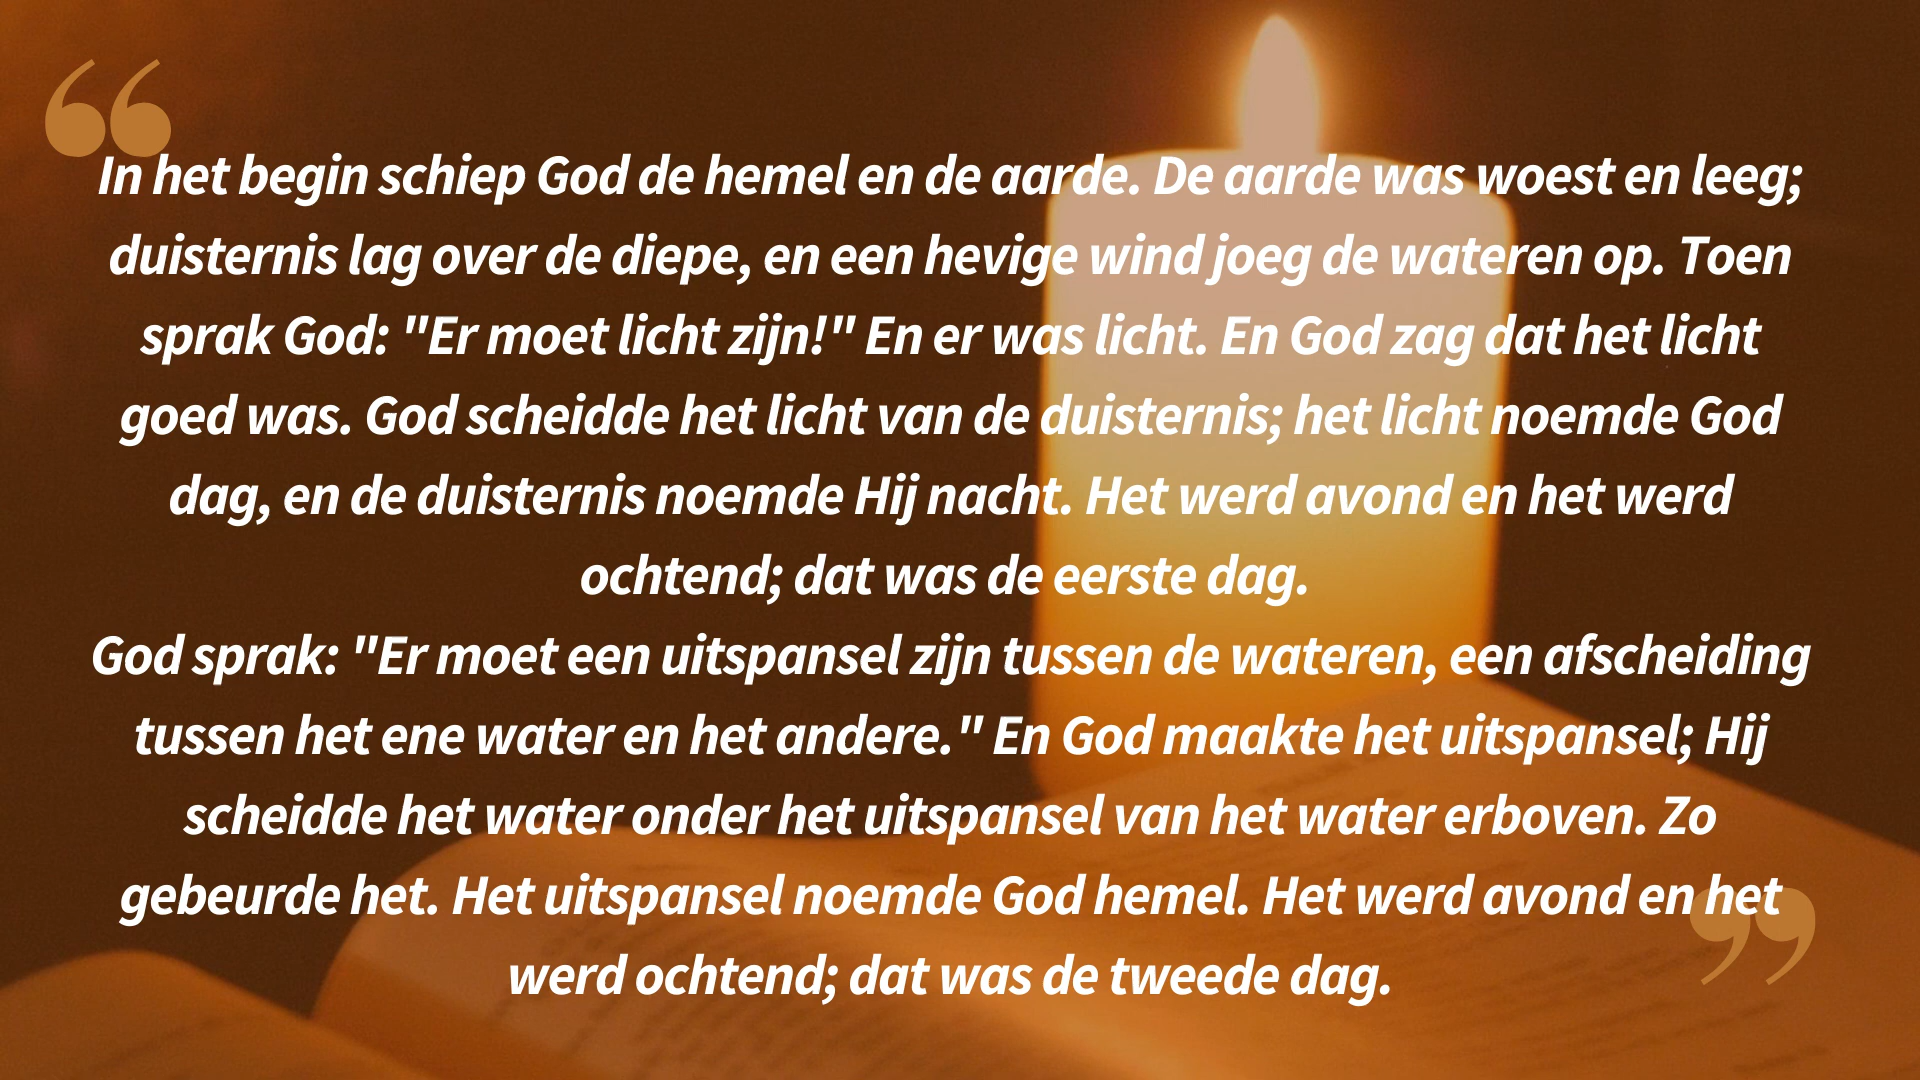 In het begin schiep God de hemel en de aarde. De aarde was woest en leeg;
duisternis lag over de diepe, en een hevige wind joeg de wateren op. Toen
sprak God: "Er moet licht zijn!" En er was licht. En God zag dat het licht
goed was. God scheidde het licht van de duisternis; het licht noemde God
dag, en de duisternis noemde Hij nacht. Het werd avond en het werd
ochtend; dat was de eerste dag.
God sprak: "Er moet een uitspansel zijn tussen de wateren, een afscheiding
tussen het ene water en het andere." En God maakte het uitspansel; Hij
scheidde het water onder het uitspansel van het water erboven. Zo
gebeurde het. Het uitspansel noemde God hemel. Het werd avond en het
werd ochtend; dat was de tweede dag.